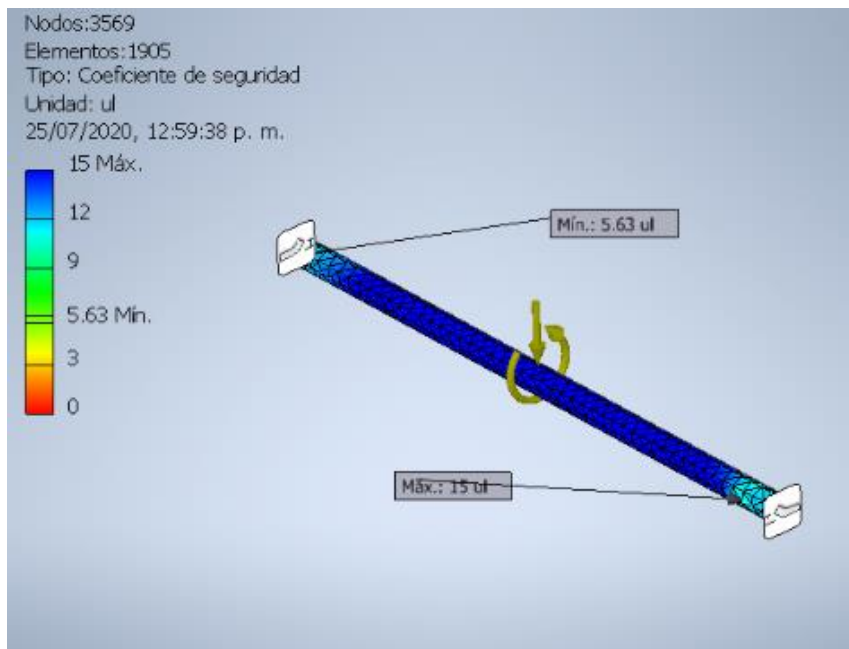 Nodos:3569
Elementos:1905
Tipo: Coeficiente de seguridad
Unidad: ul
25/07/2020, 12:59:38 p. m.
15 Máx.
12
9
5.63 Mín.
3
0
Mín.: 5.63 ul
Máx.: 15 ul